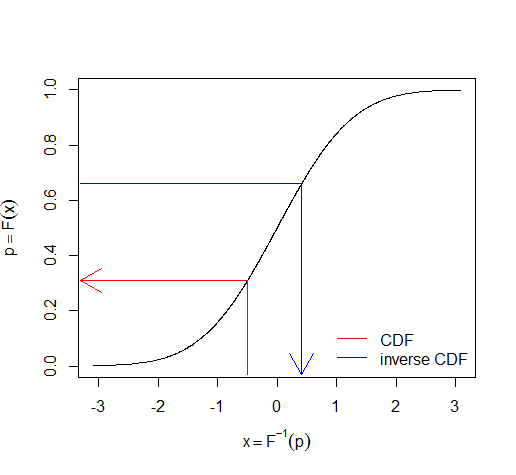 1.0
0.8
0.6
0.4
0.2
0.0
p = F(x)
CDF
inverse CDF
-3 -2 -1 0 1 2 3
x = F⁻¹(p)